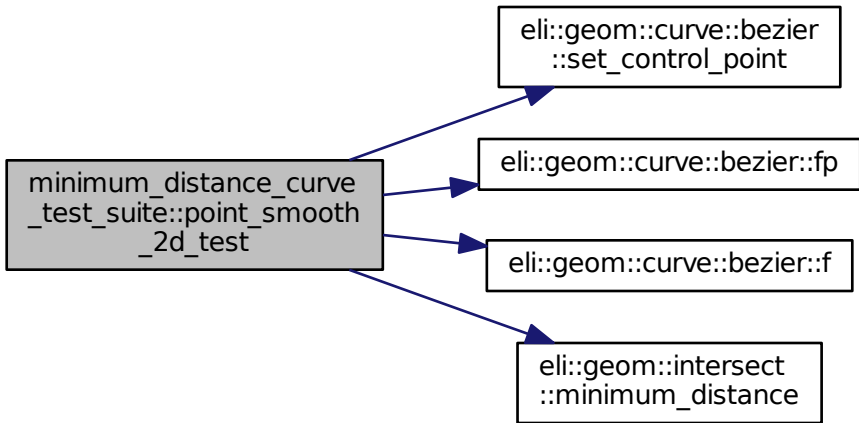 minimum_distance_curve
_test_suite::point_smooth
_2d_test
eli::geom::curve::bezier
::set_control_point
eli::geom::curve::bezier::fp
eli::geom::curve::bezier::f
eli::geom::intersect
::minimum_distance